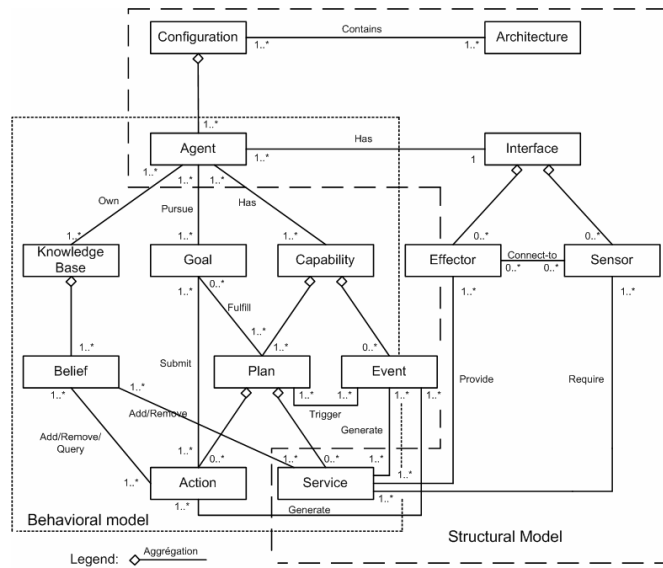 Configuration
Contains
1..*
1..*
Architecture
1..*
Agent
Has
1..*
1
Interface
1..*
1..*
1..*
Own
Pursue
Has
1..*
1..*
1..*
0..*
0..*
Knowledge
Base
Goal
Capability
Effector
Connect-to
0..*
0..*
Sensor
1..*
0..*
1..*
1..*
Fulfill
1..*
1..*
0..*
Belief
Submit
Plan
Event
Provide
Require
1..*
1..*
1..*
1..*
1..*
1..*
Add/Remove
Trigger
Generate
Add/Remove/
Query
1..*
0..*
1..*
0..*
1..*
1..*
1..*
Action
Service
1..*
1..*
Generate
Behavioral model
Structural Model
Legend:
Aggrégation